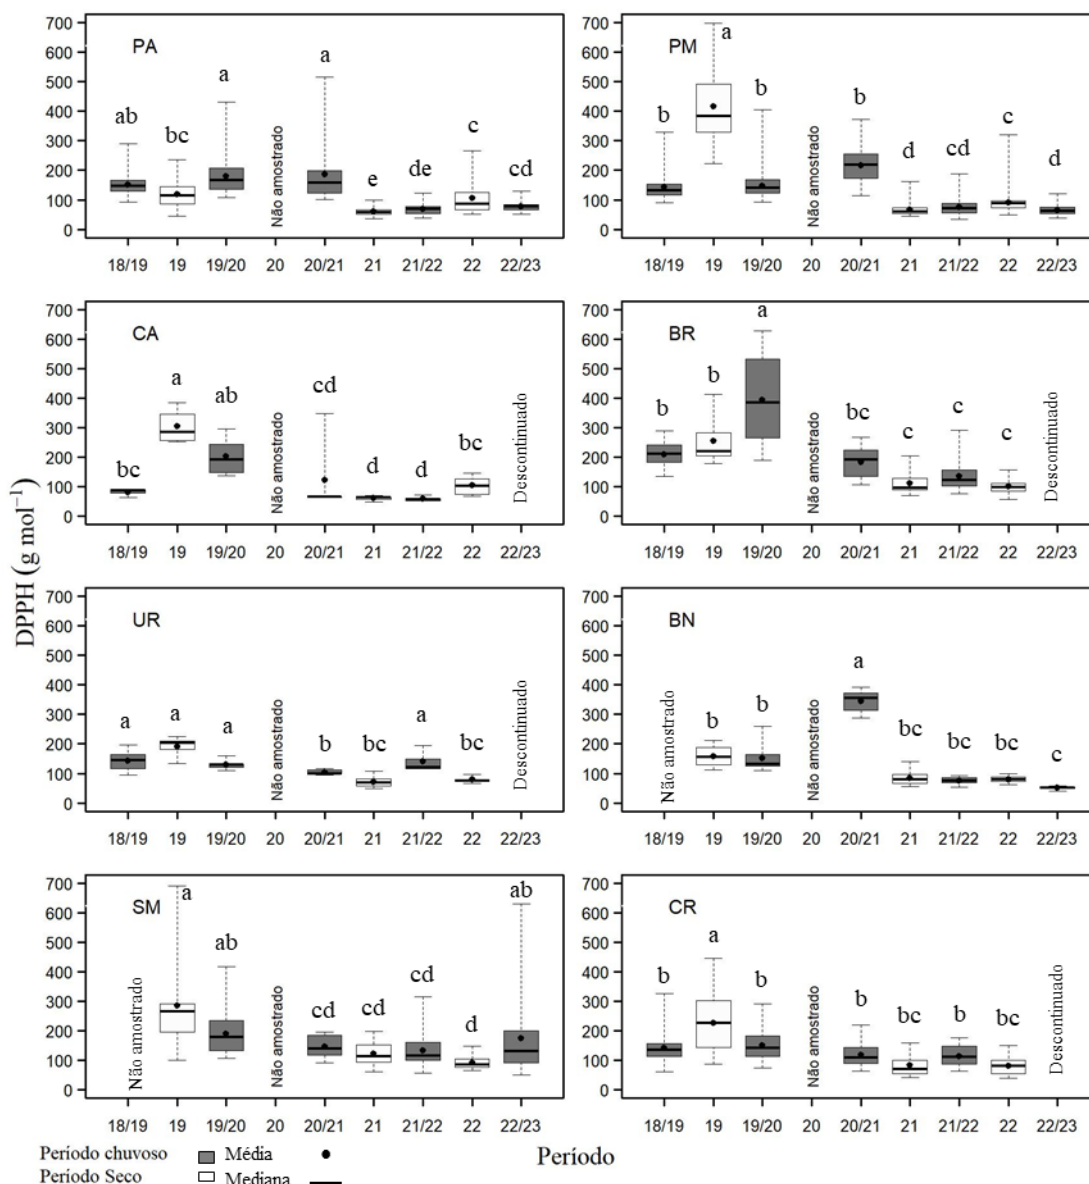 DPPH (g mol⁻¹)
PA
700
600
500
400
300
200
100
0
ab
bc
a
Não amostrado
a
e
de
c
cd
18/19 19 19/20 20 20/21 21 21/22 22 22/23
PM
700
600
500
400
300
200
100
0
b
a
b
Não amostrado
b
d
cd
c
d
18/19 19 19/20 20 20/21 21 21/22 22 22/23
CA
700
600
500
400
300
200
100
0
bc
a
ab
Não amostrado
cd
d
d
bc
Descontinuado
18/19 19 19/20 20 20/21 21 21/22 22 22/23
BR
700
600
500
400
300
200
100
0
b
b
a
Não amostrado
bc
c
c
c
Descontinuado
18/19 19 19/20 20 20/21 21 21/22 22 22/23
UR
700
600
500
400
300
200
100
0
a
a
a
Não amostrado
b
bc
a
bc
Descontinuado
18/19 19 19/20 20 20/21 21 21/22 22 22/23
BN
700
600
500
400
300
200
100
0
Não amostrado
b
b
Não amostrado
a
bc
bc
bc
c
18/19 19 19/20 20 20/21 21 21/22 22 22/23
SM
700
600
500
400
300
200
100
0
Não amostrado
a
ab
Não amostrado
cd
cd
cd
d
ab
18/19 19 19/20 20 20/21 21 21/22 22 22/23
CR
700
600
500
400
300
200
100
0
b
a
b
Não amostrado
b
bc
b
bc
Descontinuado
18/19 19 19/20 20 20/21 21 21/22 22 22/23
Período
Período chuvoso Média
Período Seco Mediana